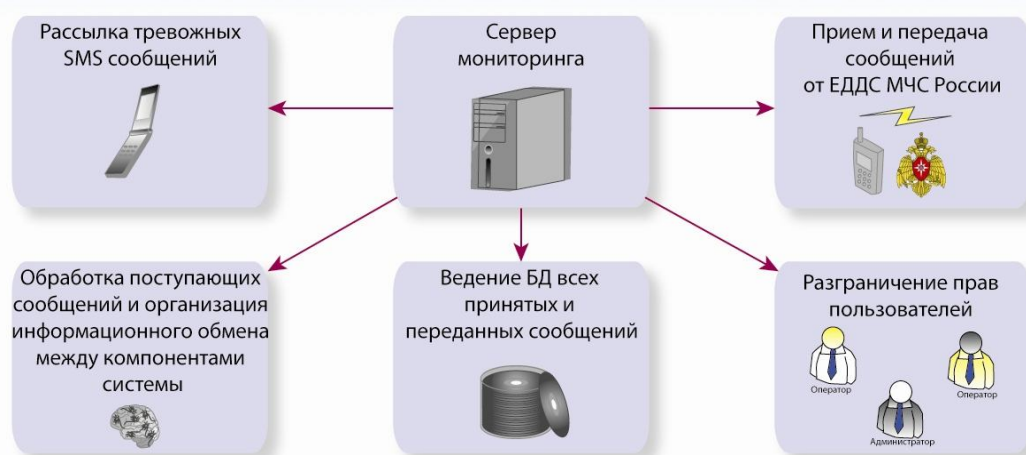 Рассылка тревожных
SMS сообщений
Сервер
мониторинга
Прием и передача
сообщений
от ЕДДС МЧС России
Обработка поступающих
сообщений и организация
информационного обмена
между компонентами
системы
Ведение БД всех
принятых и
переданных сообщений
Разграничение прав
пользователей
Оператор
Оператор
Администратор